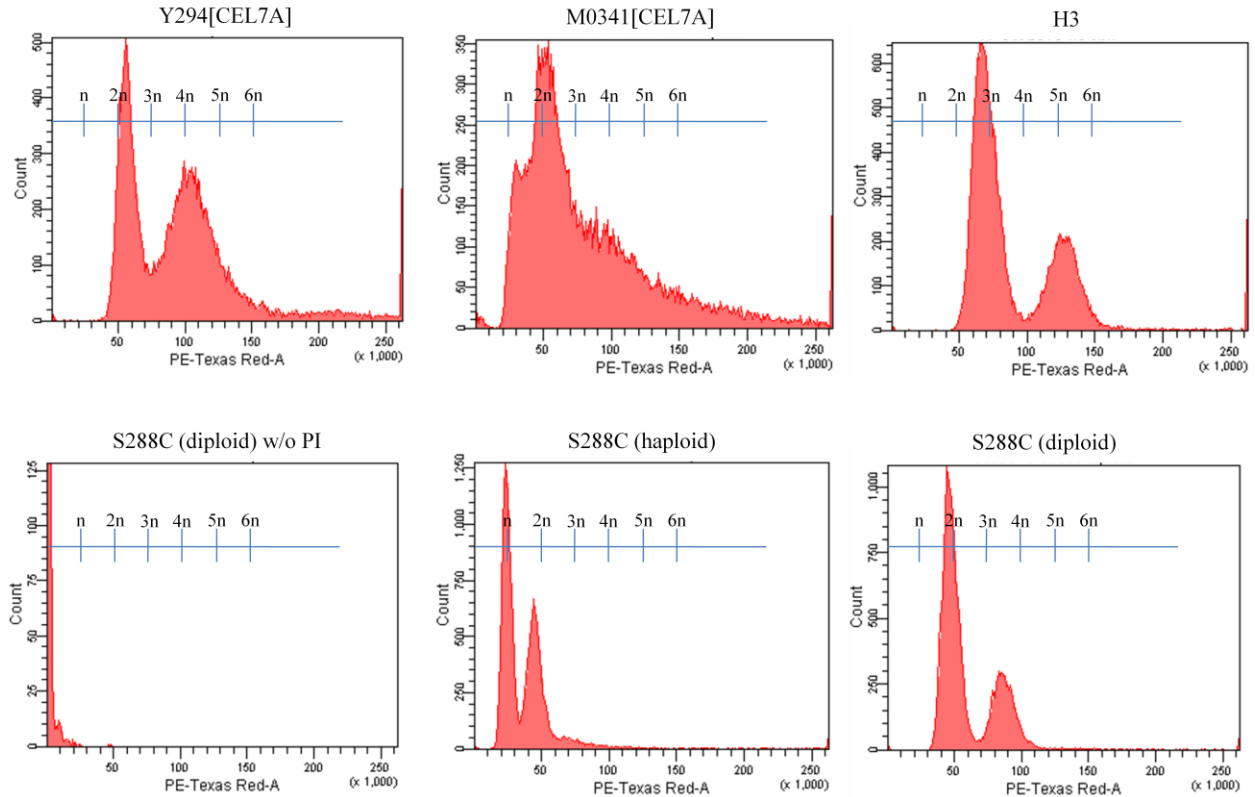 Y294[CEL7A]
500
400
300
200
100
0
Count
n 2n 3n 4n 5n 6n
50 100 150 200 250
(x 1,000)
PE-Texas Red-A
M0341[CEL7A]
350
300
250
200
150
100
50
0
Count
n 2n 3n 4n 5n 6n
50 100 150 200 250
(x 1,000)
PE-Texas Red-A
H3
600
500
400
300
200
100
0
Count
n 2n 3n 4n 5n 6n
50 100 150 200 250
(x 1,000)
PE-Texas Red-A
S288C (diploid) w/o PI
125
100
75
50
25
0
Count
n 2n 3n 4n 5n 6n
50 100 150 200 250
(x 1,000)
PE-Texas Red-A
S288C (haploid)
1,250
1,000
750
500
250
0
Count
n 2n 3n 4n 5n 6n
50 100 150 200 250
(x 1,000)
PE-Texas Red-A
S288C (diploid)
1,000
750
500
250
0
Count
n 2n 3n 4n 5n 6n
50 100 150 200 250
(x 1,000)
PE-Texas Red-A